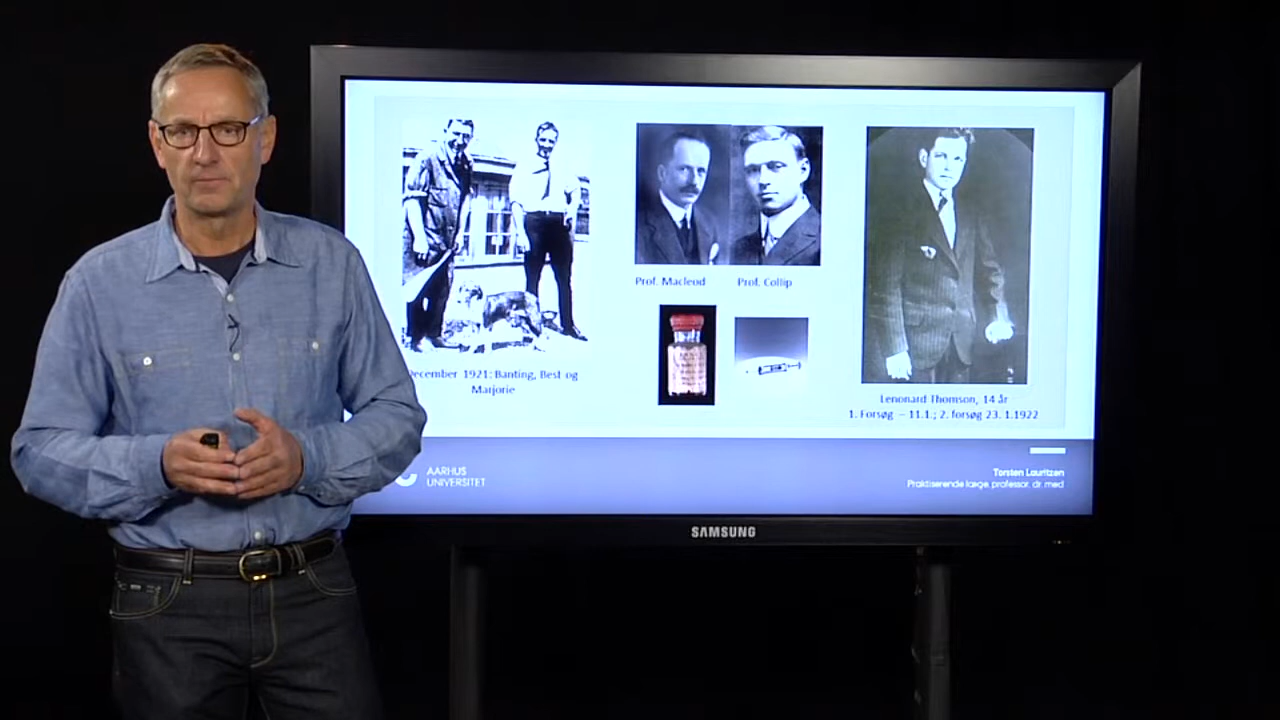 December 1921: Banting, Best og
Marjorie
Prof. Macleod
Prof. Collip
Lenonard Thomson, 14 år
1. Forsøg – 11.1.; 2. forsøg 23. 1.1922
AARHUS
UNIVERSITET
Torsten Lauritzen
Praktiserende læge, professor, dr. med
SAMSUNG